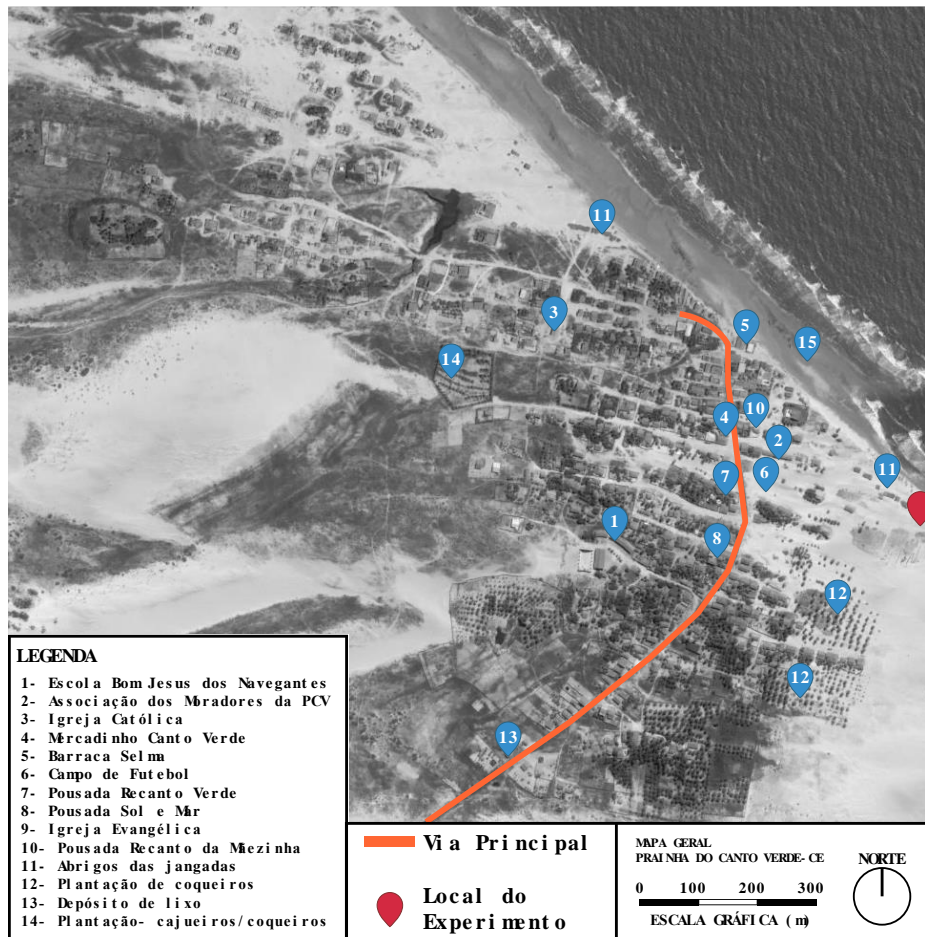 11
3
5
15
14
10
4
2
11
7
6
1
8
12
12
13
LEGENDA
1- Escola Bom Jesus dos Navegantes
2- Associação dos Moradores da PCV
3- Igreja Católica
4- Mercadinho Canto Verde
5- Barraca Selma
6- Campo de Futebol
7- Pousada Recanto Verde
8- Pousada Sol e Mar
9- Igreja Evangélica
10- Pousada Recanto da Miezinha
11- Abrigos das jangadas
12- Plantação de coqueiros
13- Depósito de lixo
14- Plantação- cajueiros/coqueiros
Via Principal
Local do
Experimento
MAPA GERAL
PRAINHA DO CANTO VERDE-CE
0 100 200 300
ESCALA GRÁFICA (m)
NORTE